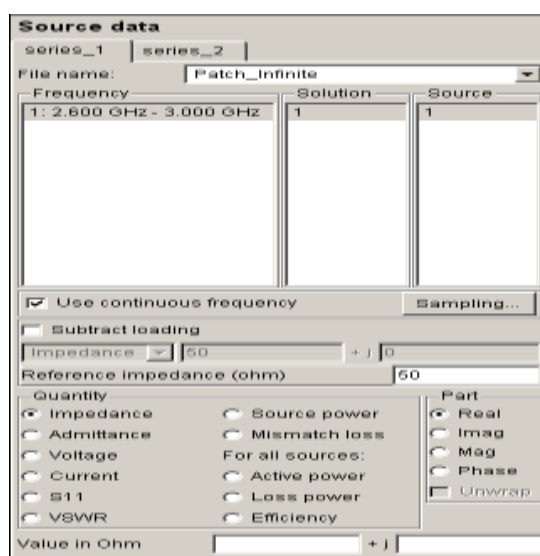 Source data
series_1 series_2
File name: Patch_Infinite
Frequency Solution Source
1: 2.600 GHz - 3.000 GHz 1 1
Use continuous frequency Sampling...
Subtract loading
Impedance 50 + j 0
Reference impedance (ohm) 50
Quantity Part
Impedance Source power Real
Admittance Mismatch loss Imag
Voltage For all sources: Mag
Current Active power Phase
S11 Loss power Unwrap
VSWR Efficiency
Value in Ohm + j